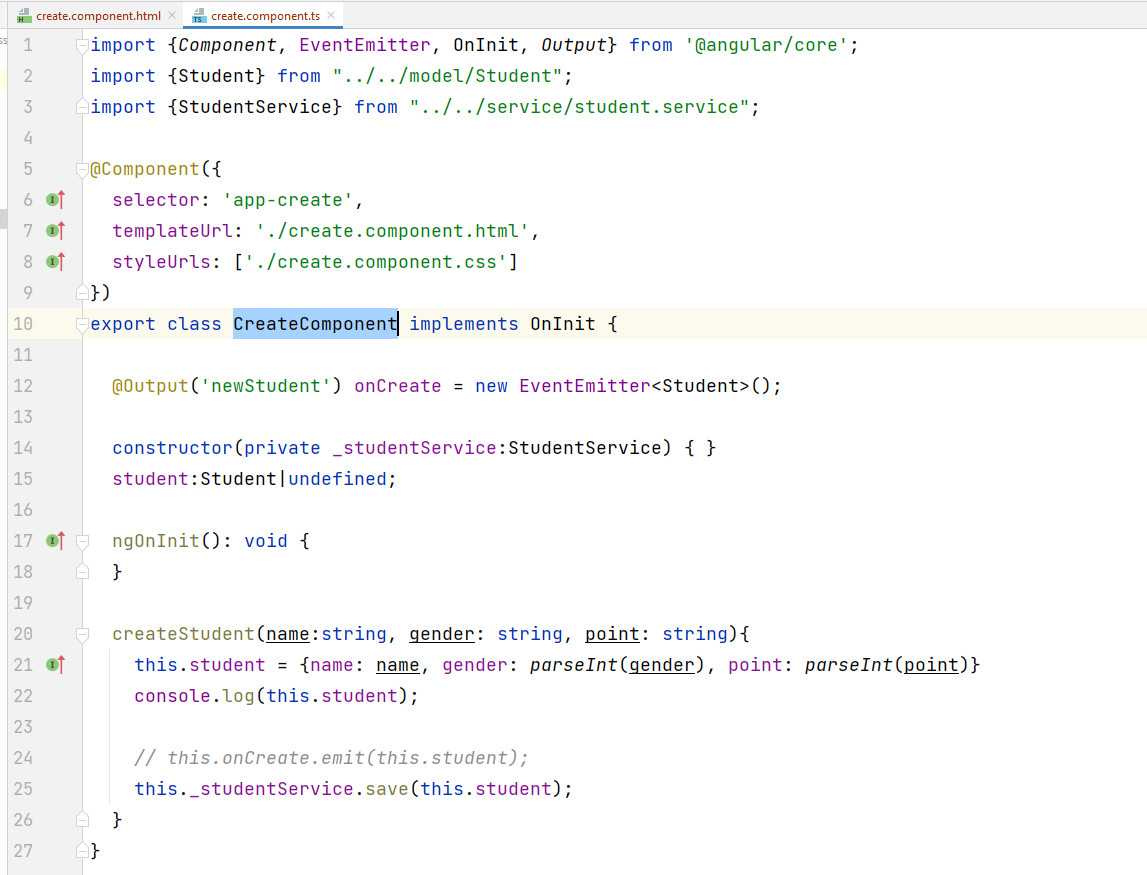 create.component.html × create.component.ts ×
1 import {Component, EventEmitter, OnInit, Output} from '@angular/core';
2 import {Student} from "../../model/Student";
3 import {StudentService} from "../../service/student.service";
4
5 @Component({
6   selector: 'app-create',
7   templateUrl: './create.component.html',
8   styleUrls: ['./create.component.css']
9 })
10 export class CreateComponent implements OnInit {
11
12   @Output('newStudent') onCreate = new EventEmitter<Student>();
13
14   constructor(private _studentService:StudentService) { }
15   student:Student|undefined;
16
17   ngOnInit(): void {
18   }
19
20   createStudent(name:string, gender: string, point: string){
21     this.student = {name: name, gender: parseInt(gender), point: parseInt(point)}
22     console.log(this.student);
23
24     // this.onCreate.emit(this.student);
25     this._studentService.save(this.student);
26   }
27 }